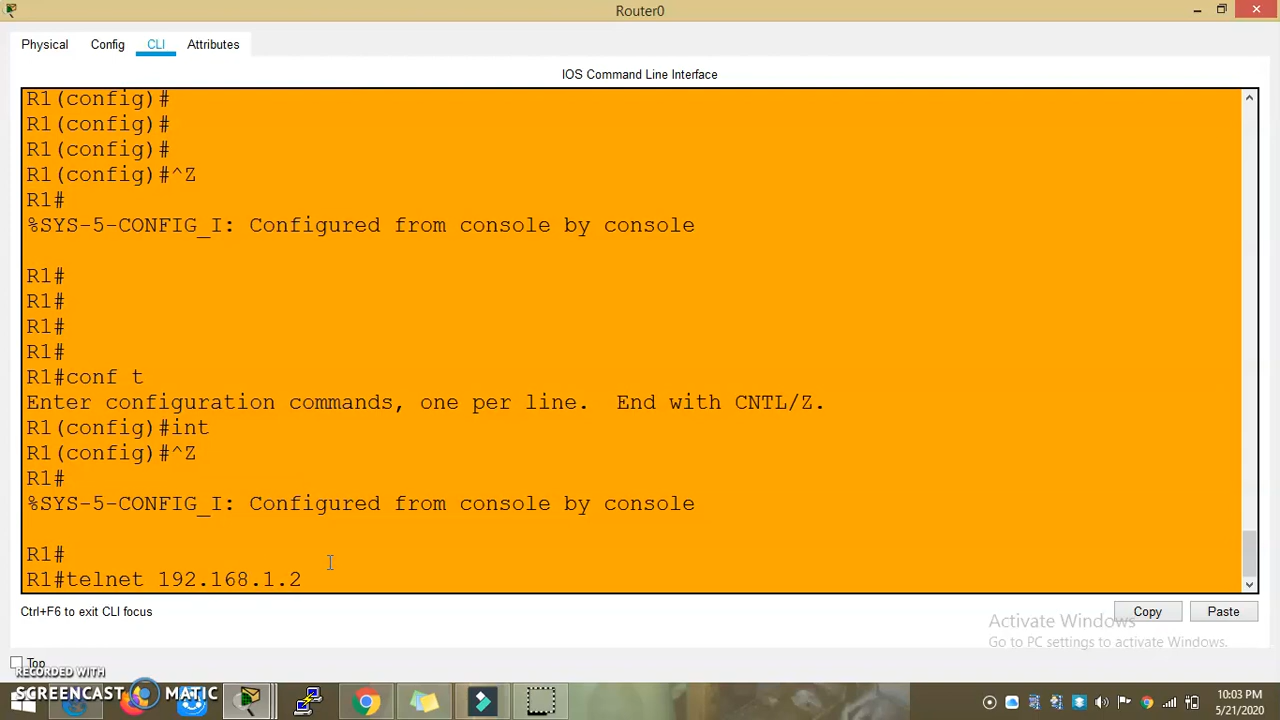 Router0
Physical Config CLI Attributes
IOS Command Line Interface
R1(config)#
R1(config)#
R1(config)#
R1(config)#^Z
R1#
%SYS-5-CONFIG_I: Configured from console by console
R1#
R1#
R1#
R1#
R1#conf t
Enter configuration commands, one per line.  End with CNTL/Z.
R1(config)#int
R1(config)#^Z
R1#
%SYS-5-CONFIG_I: Configured from console by console
R1#
R1#telnet 192.168.1.2
Ctrl+F6 to exit CLI focus
Copy Paste
Activate Windows
Go to PC settings to activate Windows.
Top
RECORDED WITH
SCREENCAST MATIC
10:03 PM
5/21/2020